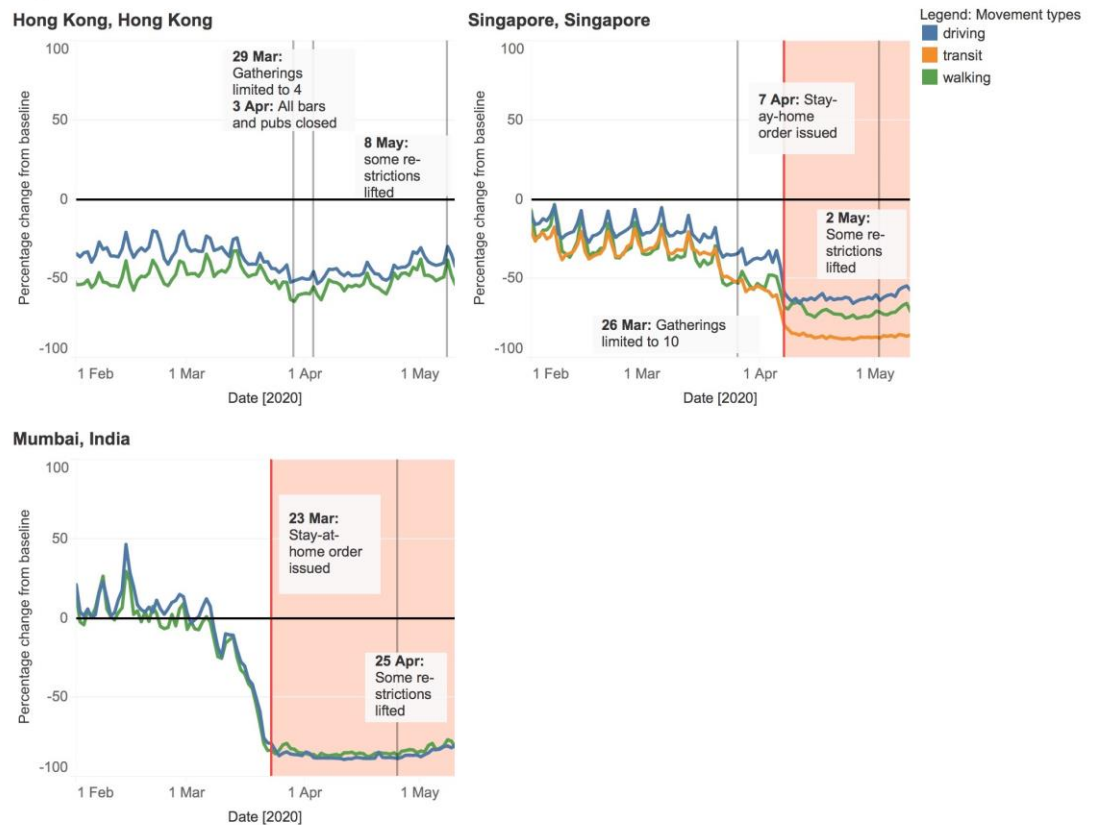 Hong Kong, Hong Kong
Percentage change from baseline
100
50
0
-50
-100
29 Mar:
Gatherings
limited to 4
3 Apr: All bars
and pubs closed
8 May:
some re-
strictions
lifted
1 Feb
1 Mar
1 Apr
1 May
Date [2020]
Singapore, Singapore
Percentage change from baseline
100
50
0
-50
-100
7 Apr: Stay-
ay-home
order issued
2 May:
Some re-
strictions
lifted
26 Mar: Gatherings
limited to 10
1 Feb
1 Mar
1 Apr
1 May
Date [2020]
Legend: Movement types
driving
transit
walking
Mumbai, India
Percentage change from baseline
100
50
0
-50
-100
23 Mar:
Stay-at-
home order
issued
25 Apr:
Some re-
strictions
lifted
1 Feb
1 Mar
1 Apr
1 May
Date [2020]